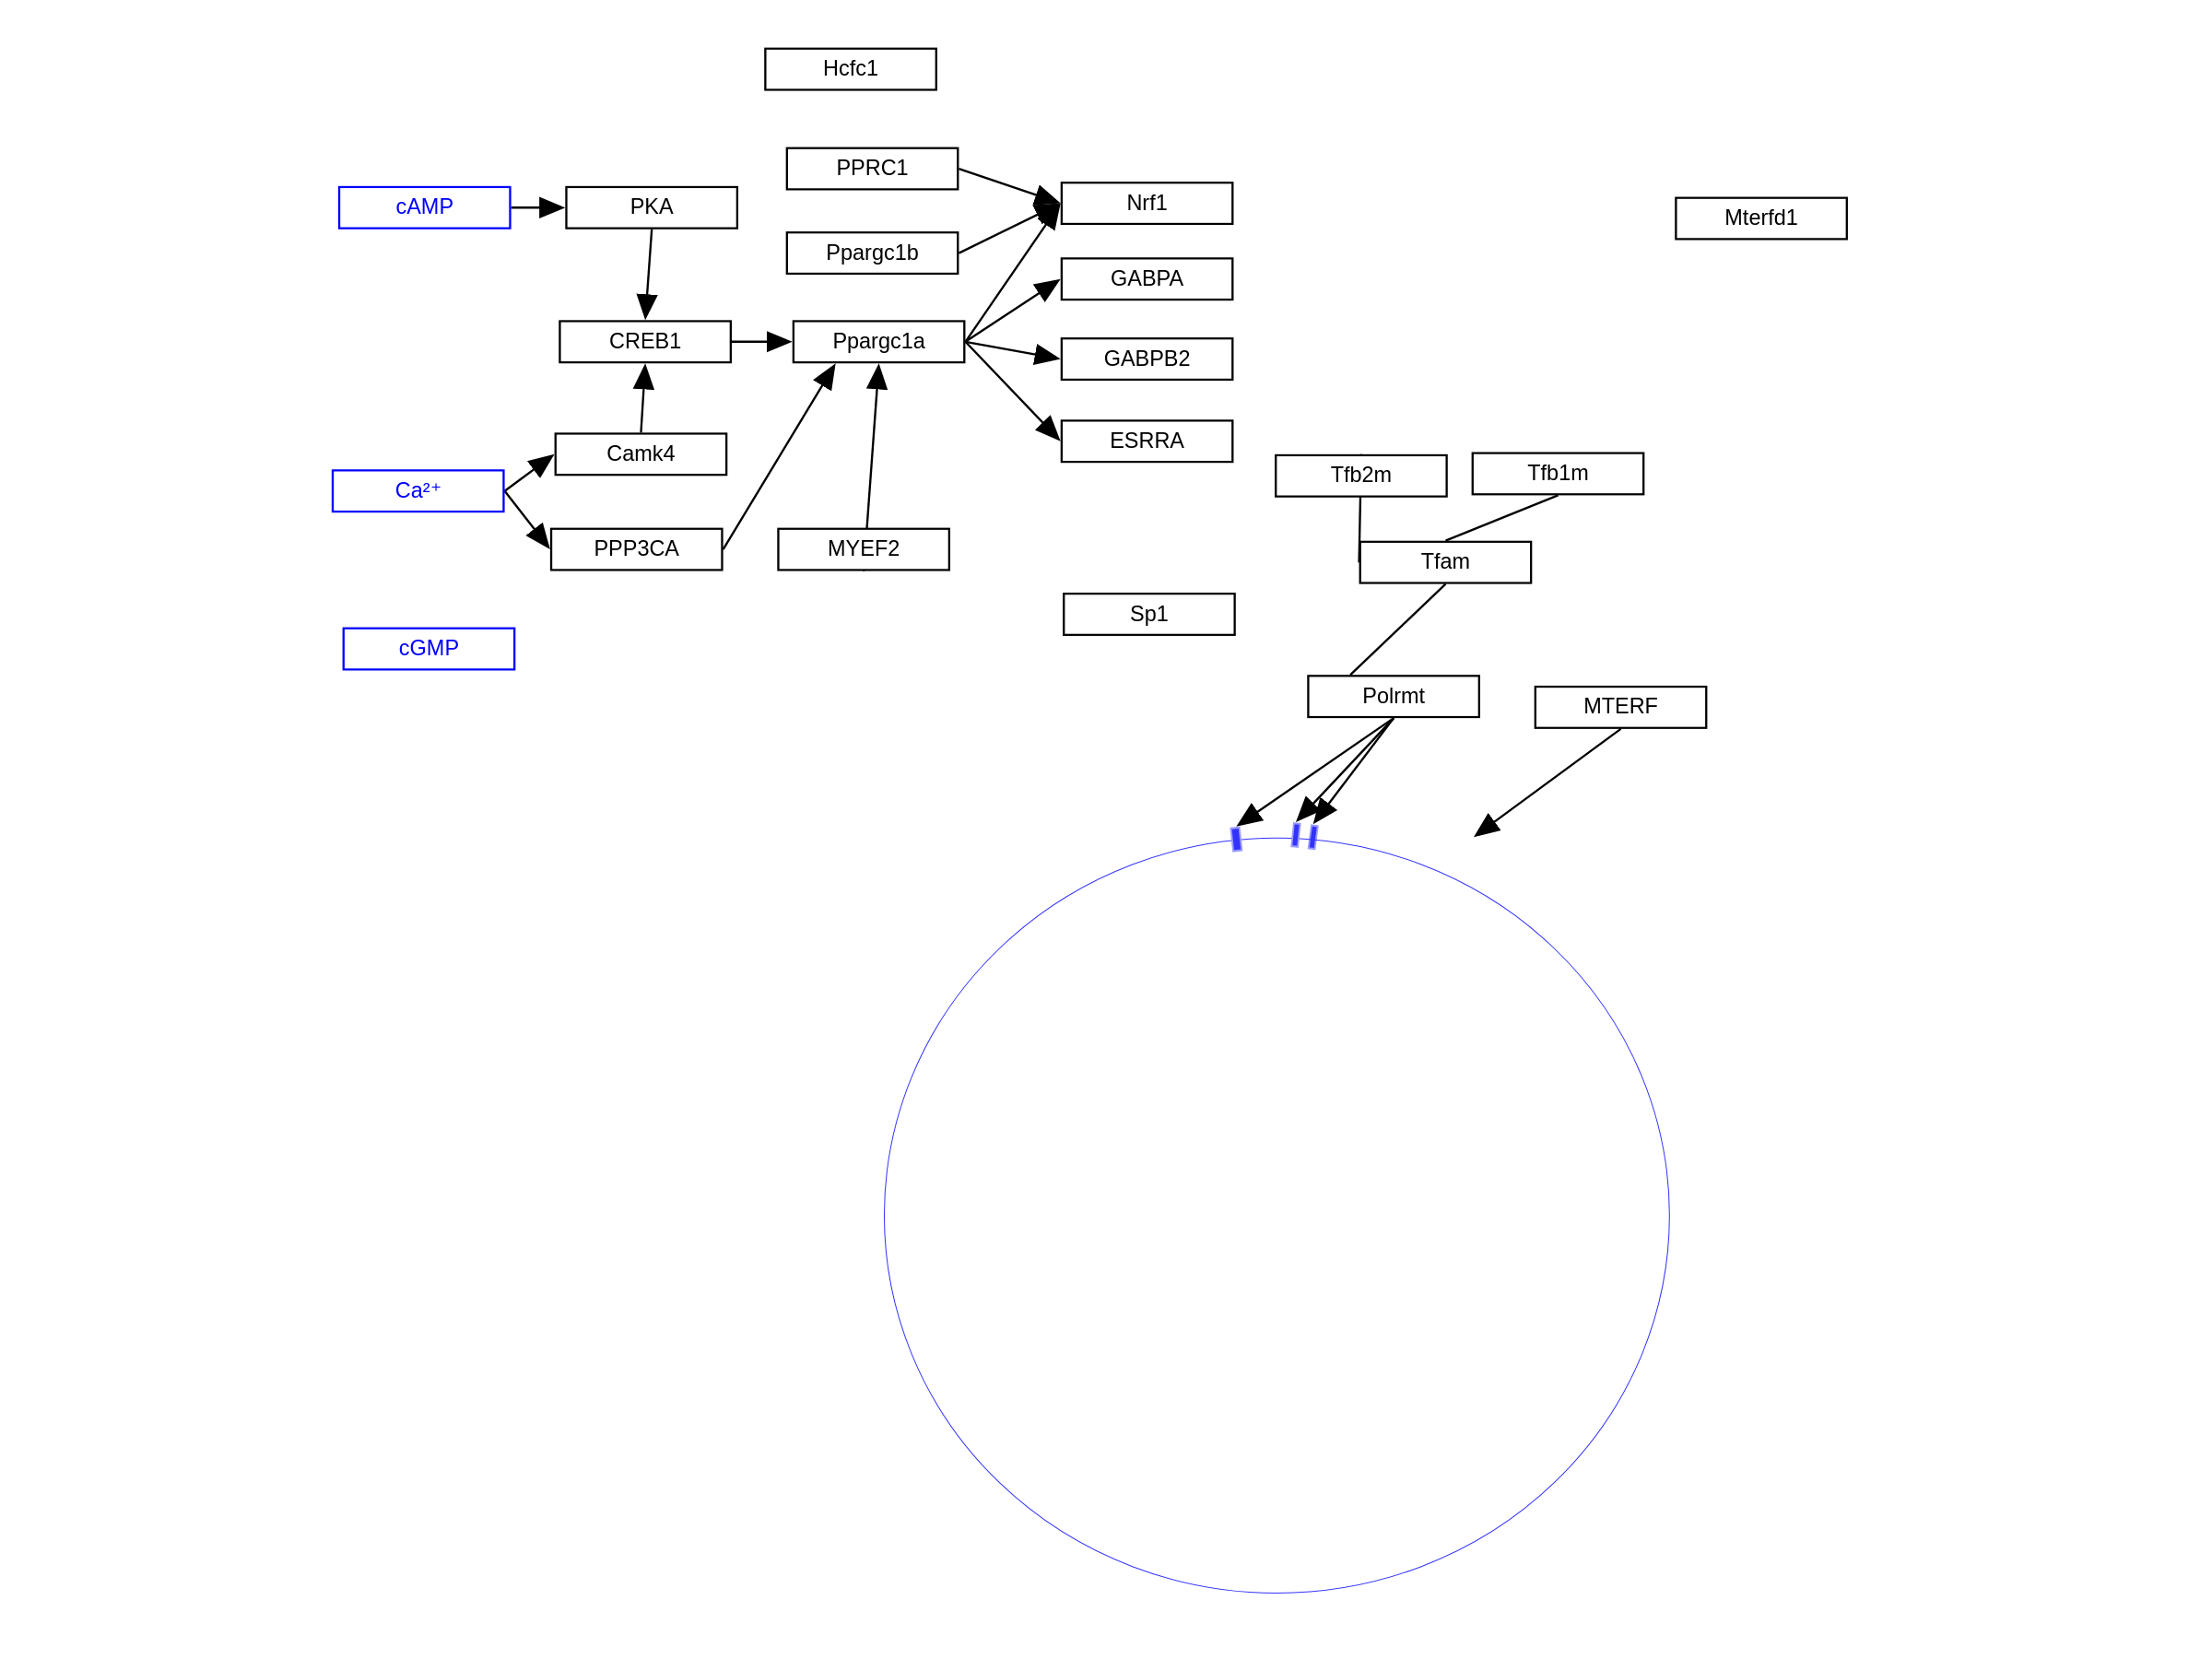 Hcfc1
PPRC1
cAMP
PKA
Nrf1
Mterfd1
Ppargc1b
GABPA
CREB1
Ppargc1a
GABPB2
ESRRA
Camk4
Tfb2m
Tfb1m
Ca²⁺
PPP3CA
MYEF2
Tfam
Sp1
cGMP
Polrmt
MTERF